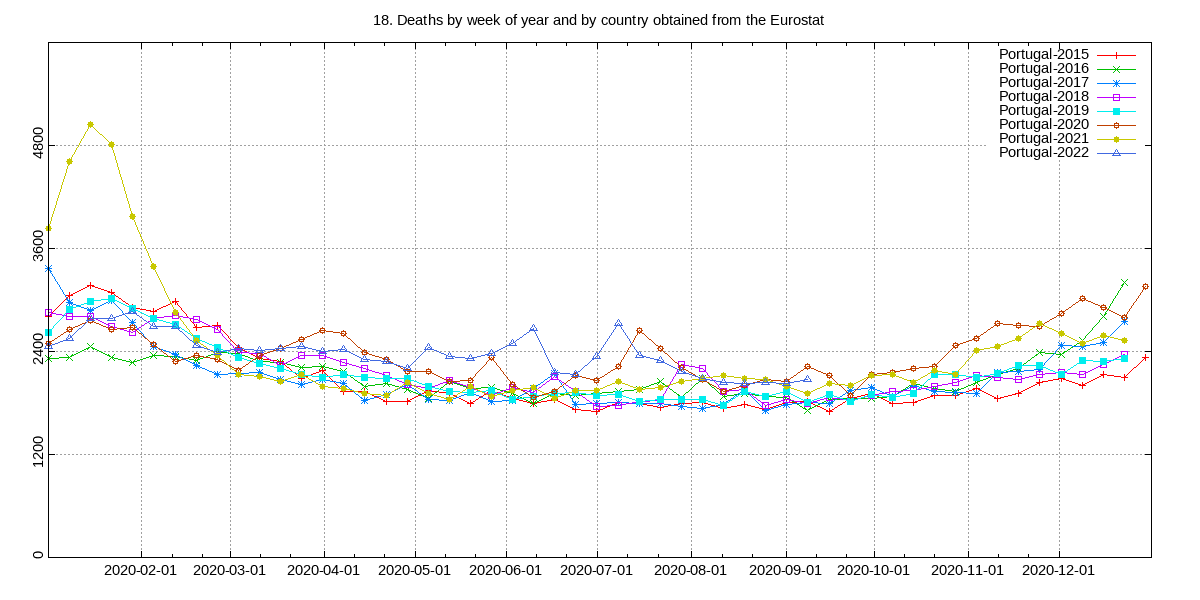 18. Deaths by week of year and by country obtained from the Eurostat
Portugal-2015
Portugal-2016
Portugal-2017
Portugal-2018
Portugal-2019
Portugal-2020
Portugal-2021
Portugal-2022
4800
3600
2400
1200
0
2020-02-01 2020-03-01 2020-04-01 2020-05-01 2020-06-01 2020-07-01 2020-08-01 2020-09-01 2020-10-01 2020-11-01 2020-12-01